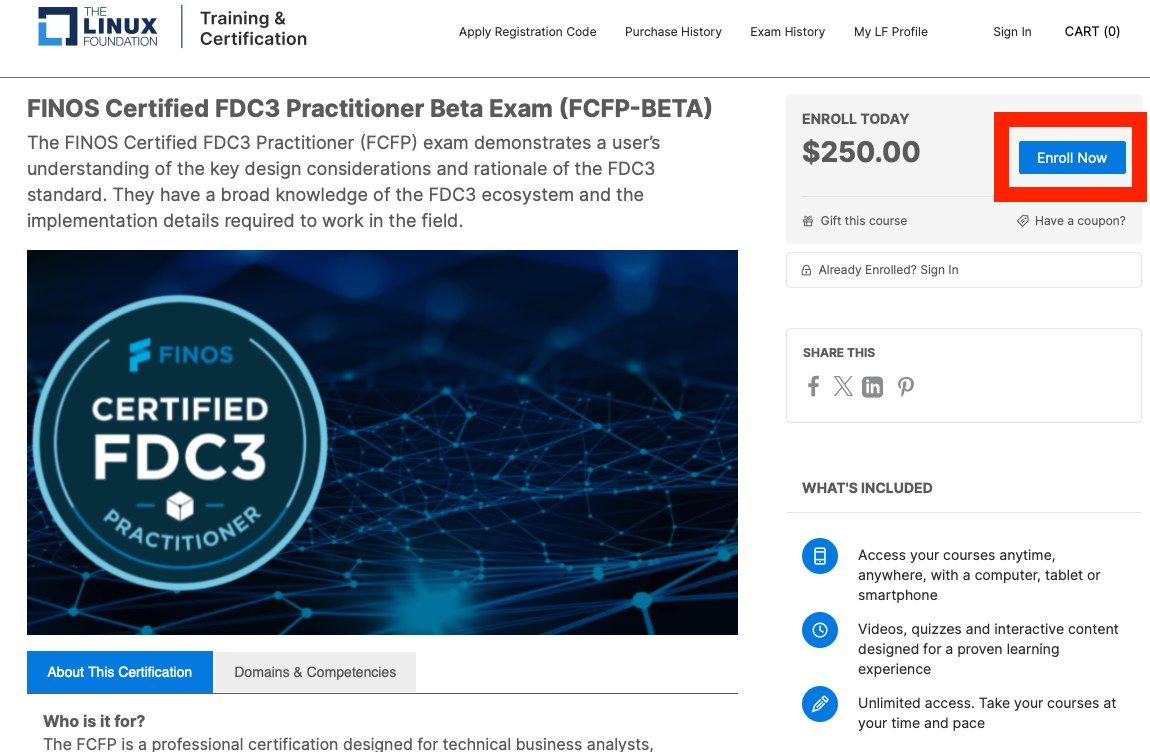 THE
LINUX
FOUNDATION
Training &
Certification
Apply Registration Code
Purchase History
Exam History
My LF Profile
Sign In
CART (0)
FINOS Certified FDC3 Practitioner Beta Exam (FCFP-BETA)
The FINOS Certified FDC3 Practitioner (FCFP) exam demonstrates a user’s
understanding of the key design considerations and rationale of the FDC3
standard. They have a broad knowledge of the FDC3 ecosystem and the
implementation details required to work in the field.
FINOS
CERTIFIED
FDC3
PRACTITIONER
About This Certification
Domains & Competencies
Who is it for?
The FCFP is a professional certification designed for technical business analysts,
ENROLL TODAY
$250.00
Enroll Now
Gift this course
Have a coupon?
Already Enrolled? Sign In
SHARE THIS
WHAT'S INCLUDED
Access your courses anytime,
anywhere, with a computer, tablet or
smartphone
Videos, quizzes and interactive content
designed for a proven learning
experience
Unlimited access. Take your courses at
your time and pace